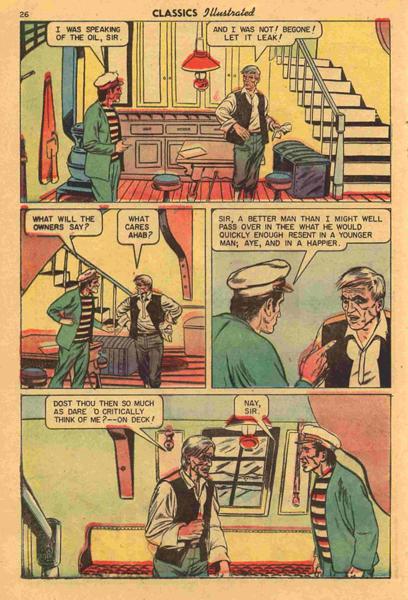 26
CLASSICS Illustrated
I WAS SPEAKING
OF THE OIL, SIR.
AND I WAS NOT! BEGONE!
LET IT LEAK!
WHAT WILL THE
OWNERS SAY?
WHAT
CARES
AHAB?
SIR, A BETTER MAN THAN I MIGHT WELL
PASS OVER IN THEE WHAT HE WOULD
QUICKLY ENOUGH RESENT IN A YOUNGER
MAN; AYE, AND IN A HAPPIER.
DOST THOU THEN SO MUCH
AS DARE O CRITICALLY
THINK OF ME?--ON DECK!
NAY,
SIR.